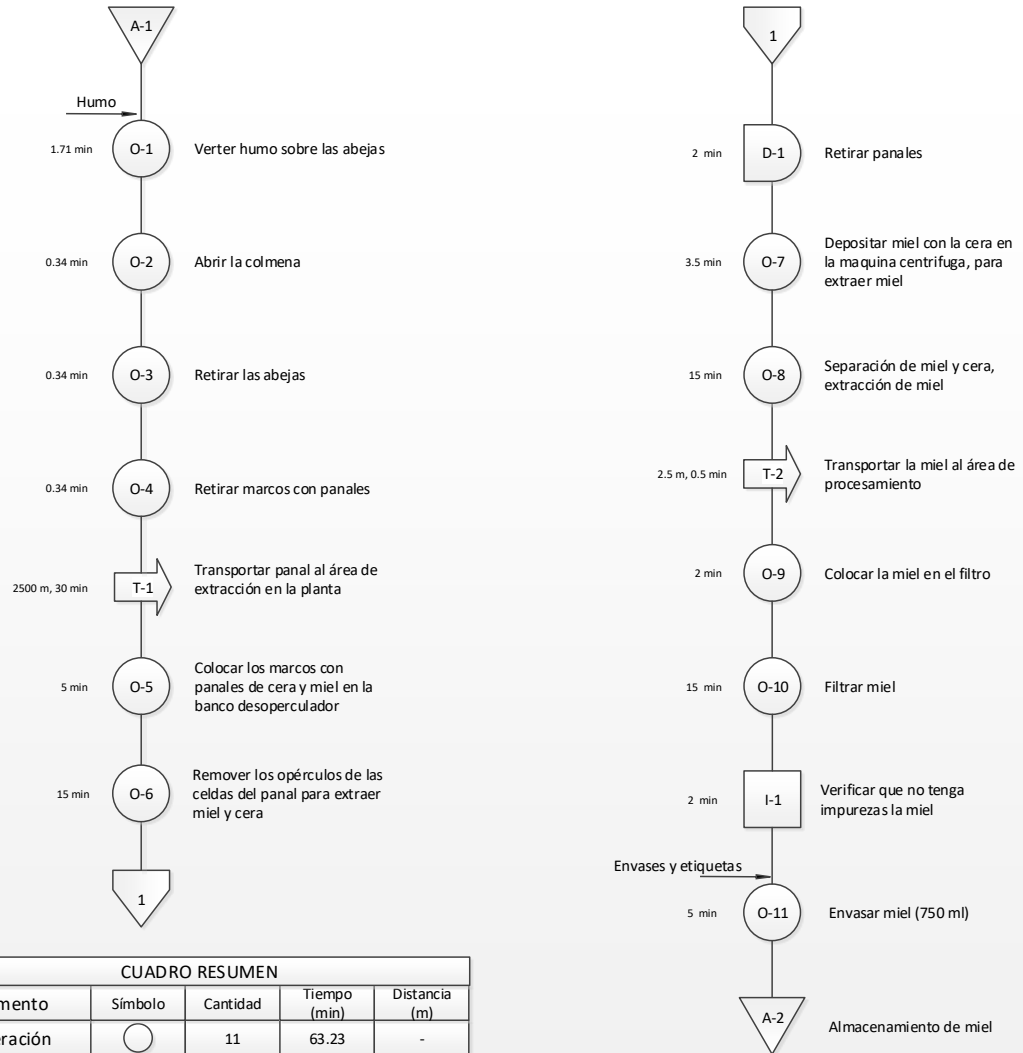 A-1
Humo
1.71 min
O-1
Verter humo sobre las abejas
0.34 min
O-2
Abrir la colmena
0.34 min
O-3
Retirar las abejas
0.34 min
O-4
Retirar marcos con panales
2500 m, 30 min
T-1
Transportar panal al área de
extracción en la planta
5 min
O-5
Colocar los marcos con
panales de cera y miel en la
banco desoperculador
15 min
O-6
Remover los opérculos de las
celdas del panal para extraer
miel y cera
1
1
2 min
D-1
Retirar panales
3.5 min
O-7
Depositar miel con la cera en
la maquina centrifuga, para
extraer miel
15 min
O-8
Separación de miel y cera,
extracción de miel
2.5 m, 0.5 min
T-2
Transportar la miel al área de
procesamiento
2 min
O-9
Colocar la miel en el filtro
15 min
O-10
Filtrar miel
2 min
I-1
Verificar que no tenga
impurezas la miel
Envases y etiquetas
5 min
O-11
Envasar miel (750 ml)
A-2
Almacenamiento de miel
CUADRO RESUMEN
mento Símbolo Cantidad Tiempo (min) Distancia (m)
eración 11 63.23 -